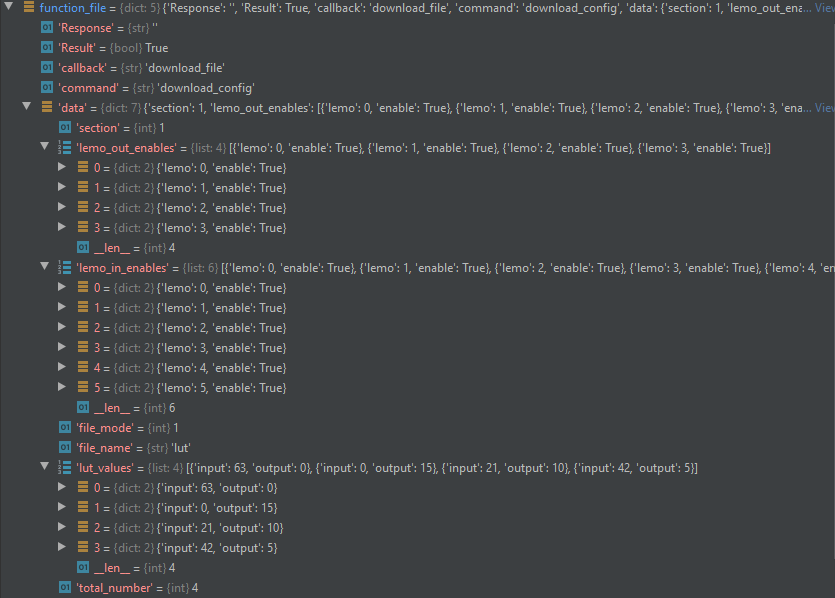 function_file = {dict: 5} {'Response': '', 'Result': True, 'callback': 'download_file', 'command': 'download_config', 'data': {'section': 1, 'lemo_out_ena... View
01 'Response' = {str} ''
01 'Result' = {bool} True
01 'callback' = {str} 'download_file'
01 'command' = {str} 'download_config'
'data' = {dict: 7} {'section': 1, 'lemo_out_enables': [{'lemo': 0, 'enable': True}, {'lemo': 1, 'enable': True}, {'lemo': 2, 'enable': True}, {'lemo': 3, 'ena... View
01 'section' = {int} 1
'lemo_out_enables' = {list: 4} [{'lemo': 0, 'enable': True}, {'lemo': 1, 'enable': True}, {'lemo': 2, 'enable': True}, {'lemo': 3, 'enable': True}]
0 = {dict: 2} {'lemo': 0, 'enable': True}
1 = {dict: 2} {'lemo': 1, 'enable': True}
2 = {dict: 2} {'lemo': 2, 'enable': True}
3 = {dict: 2} {'lemo': 3, 'enable': True}
01 __len__ = {int} 4
'lemo_in_enables' = {list: 6} [{'lemo': 0, 'enable': True}, {'lemo': 1, 'enable': True}, {'lemo': 2, 'enable': True}, {'lemo': 3, 'enable': True}, {'lemo': 4, 'en
0 = {dict: 2} {'lemo': 0, 'enable': True}
1 = {dict: 2} {'lemo': 1, 'enable': True}
2 = {dict: 2} {'lemo': 2, 'enable': True}
3 = {dict: 2} {'lemo': 3, 'enable': True}
4 = {dict: 2} {'lemo': 4, 'enable': True}
5 = {dict: 2} {'lemo': 5, 'enable': True}
01 __len__ = {int} 6
01 'file_mode' = {int} 1
01 'file_name' = {str} 'lut'
'lut_values' = {list: 4} [{'input': 63, 'output': 0}, {'input': 0, 'output': 15}, {'input': 21, 'output': 10}, {'input': 42, 'output': 5}]
0 = {dict: 2} {'input': 63, 'output': 0}
1 = {dict: 2} {'input': 0, 'output': 15}
2 = {dict: 2} {'input': 21, 'output': 10}
3 = {dict: 2} {'input': 42, 'output': 5}
01 __len__ = {int} 4
01 'total_number' = {int} 4